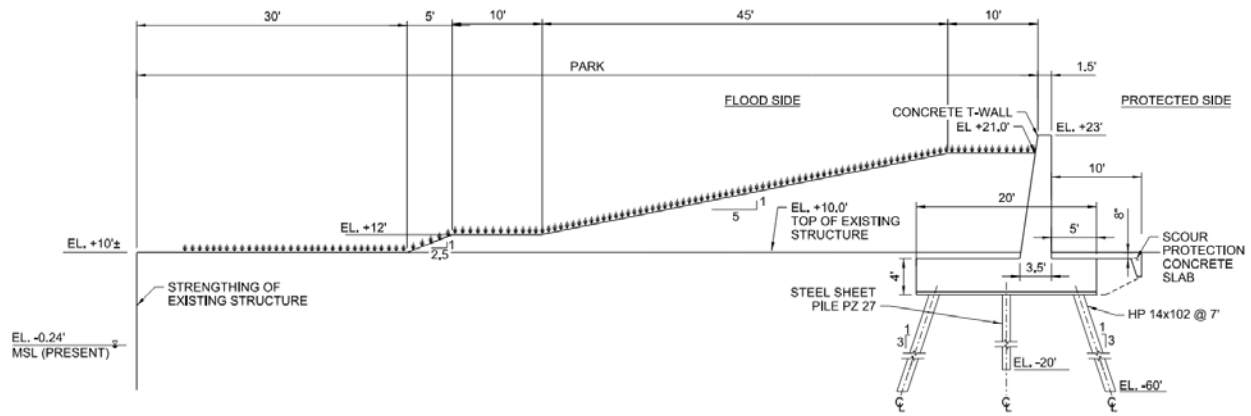 30'
5'
10'
45'
10'
PARK
1.5'
FLOOD SIDE
PROTECTED SIDE
CONCRETE T-WALL
EL +21.0'
EL. +23'
10'
20'
1
5
EL. +10.0'
TOP OF EXISTING
STRUCTURE
EL. +12'
8"
5'
EL. +10'±
1
2.5
SCOUR
PROTECTION
CONCRETE
SLAB
4'
3.5'
STRENGTHING OF
EXISTING STRUCTURE
STEEL SHEET
PILE PZ 27
HP 14x102 @ 7'
1
3
1
3
EL. -0.24'
MSL (PRESENT)
EL. -20'
EL. -60'
℄
℄
℄